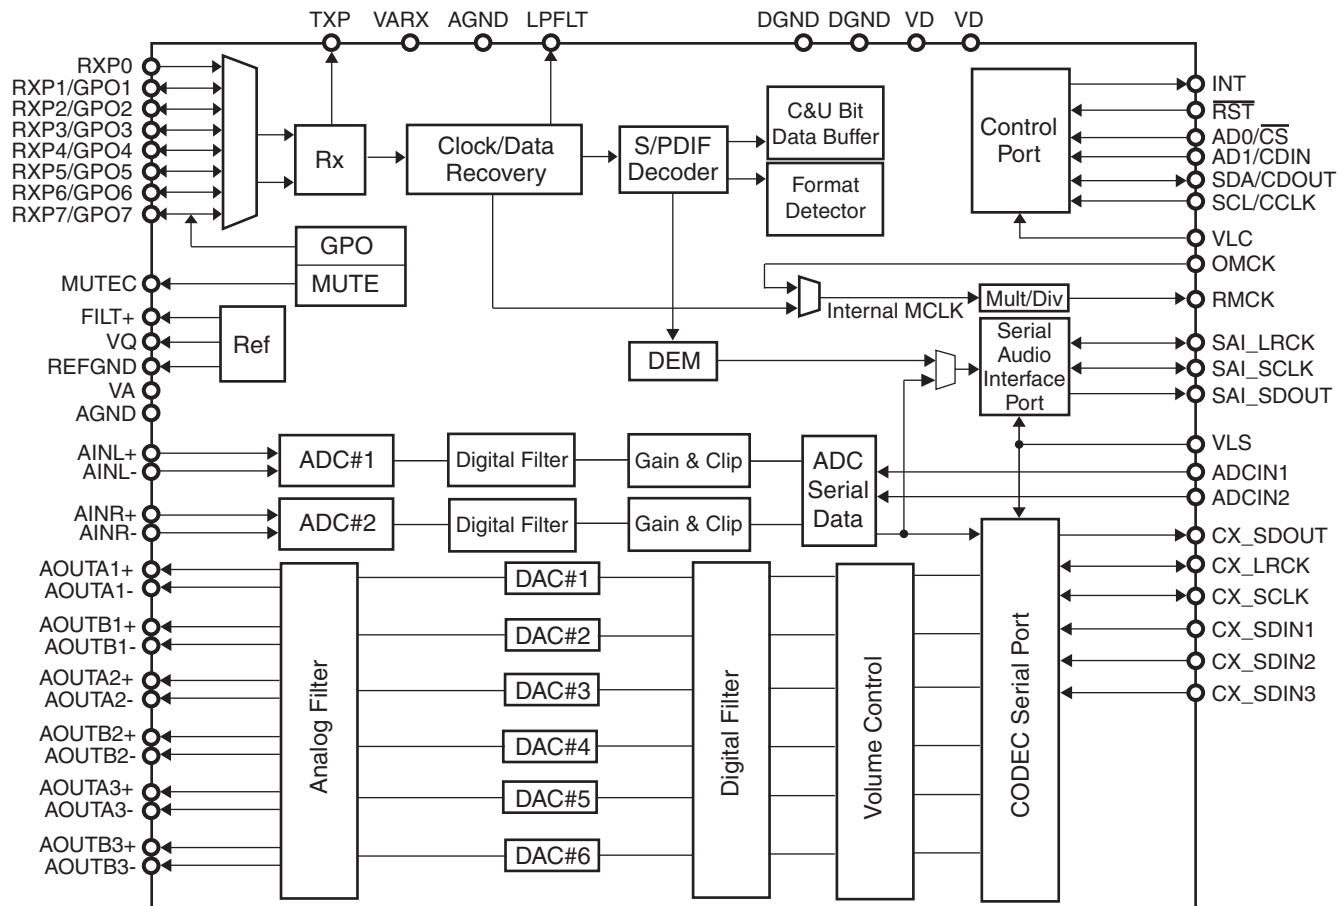 TXP VARX AGND LPFLT DGND DGND VD VD
RXP0
RXP1/GPO1
RXP2/GPO2
RXP3/GPO3
RXP4/GPO4
RXP5/GPO5
RXP6/GPO6
RXP7/GPO7
MUTEC
FILT+
VQ
REFGND
VA
AGND
AINL+
AINL-
AINR+
AINR-
AOUTA1+
AOUTA1-
AOUTB1+
AOUTB1-
AOUTA2+
AOUTA2-
AOUTB2+
AOUTB2-
AOUTA3+
AOUTA3-
AOUTB3+
AOUTB3-
Rx
Clock/Data
Recovery
S/PDIF
Decoder
C&U Bit
Data Buffer
Format
Detector
Control
Port
GPO
MUTE
Ref
Internal MCLK
Mult/Div
DEM
Serial
Audio
Interface
Port
ADC#1
Digital Filter
Gain & Clip
ADC
Serial
Data
ADC#2
Digital Filter
Gain & Clip
Analog Filter
DAC#1
DAC#2
DAC#3
DAC#4
DAC#5
DAC#6
Digital Filter
Volume Control
CODEC Serial Port
INT
RST
AD0/CS
AD1/CDIN
SDA/CDOUT
SCL/CCLK
VLC
OMCK
RMCK
SAI_LRCK
SAI_SCLK
SAI_SDOUT
VLS
ADCIN1
ADCIN2
CX_SDOUT
CX_LRCK
CX_SCLK
CX_SDIN1
CX_SDIN2
CX_SDIN3